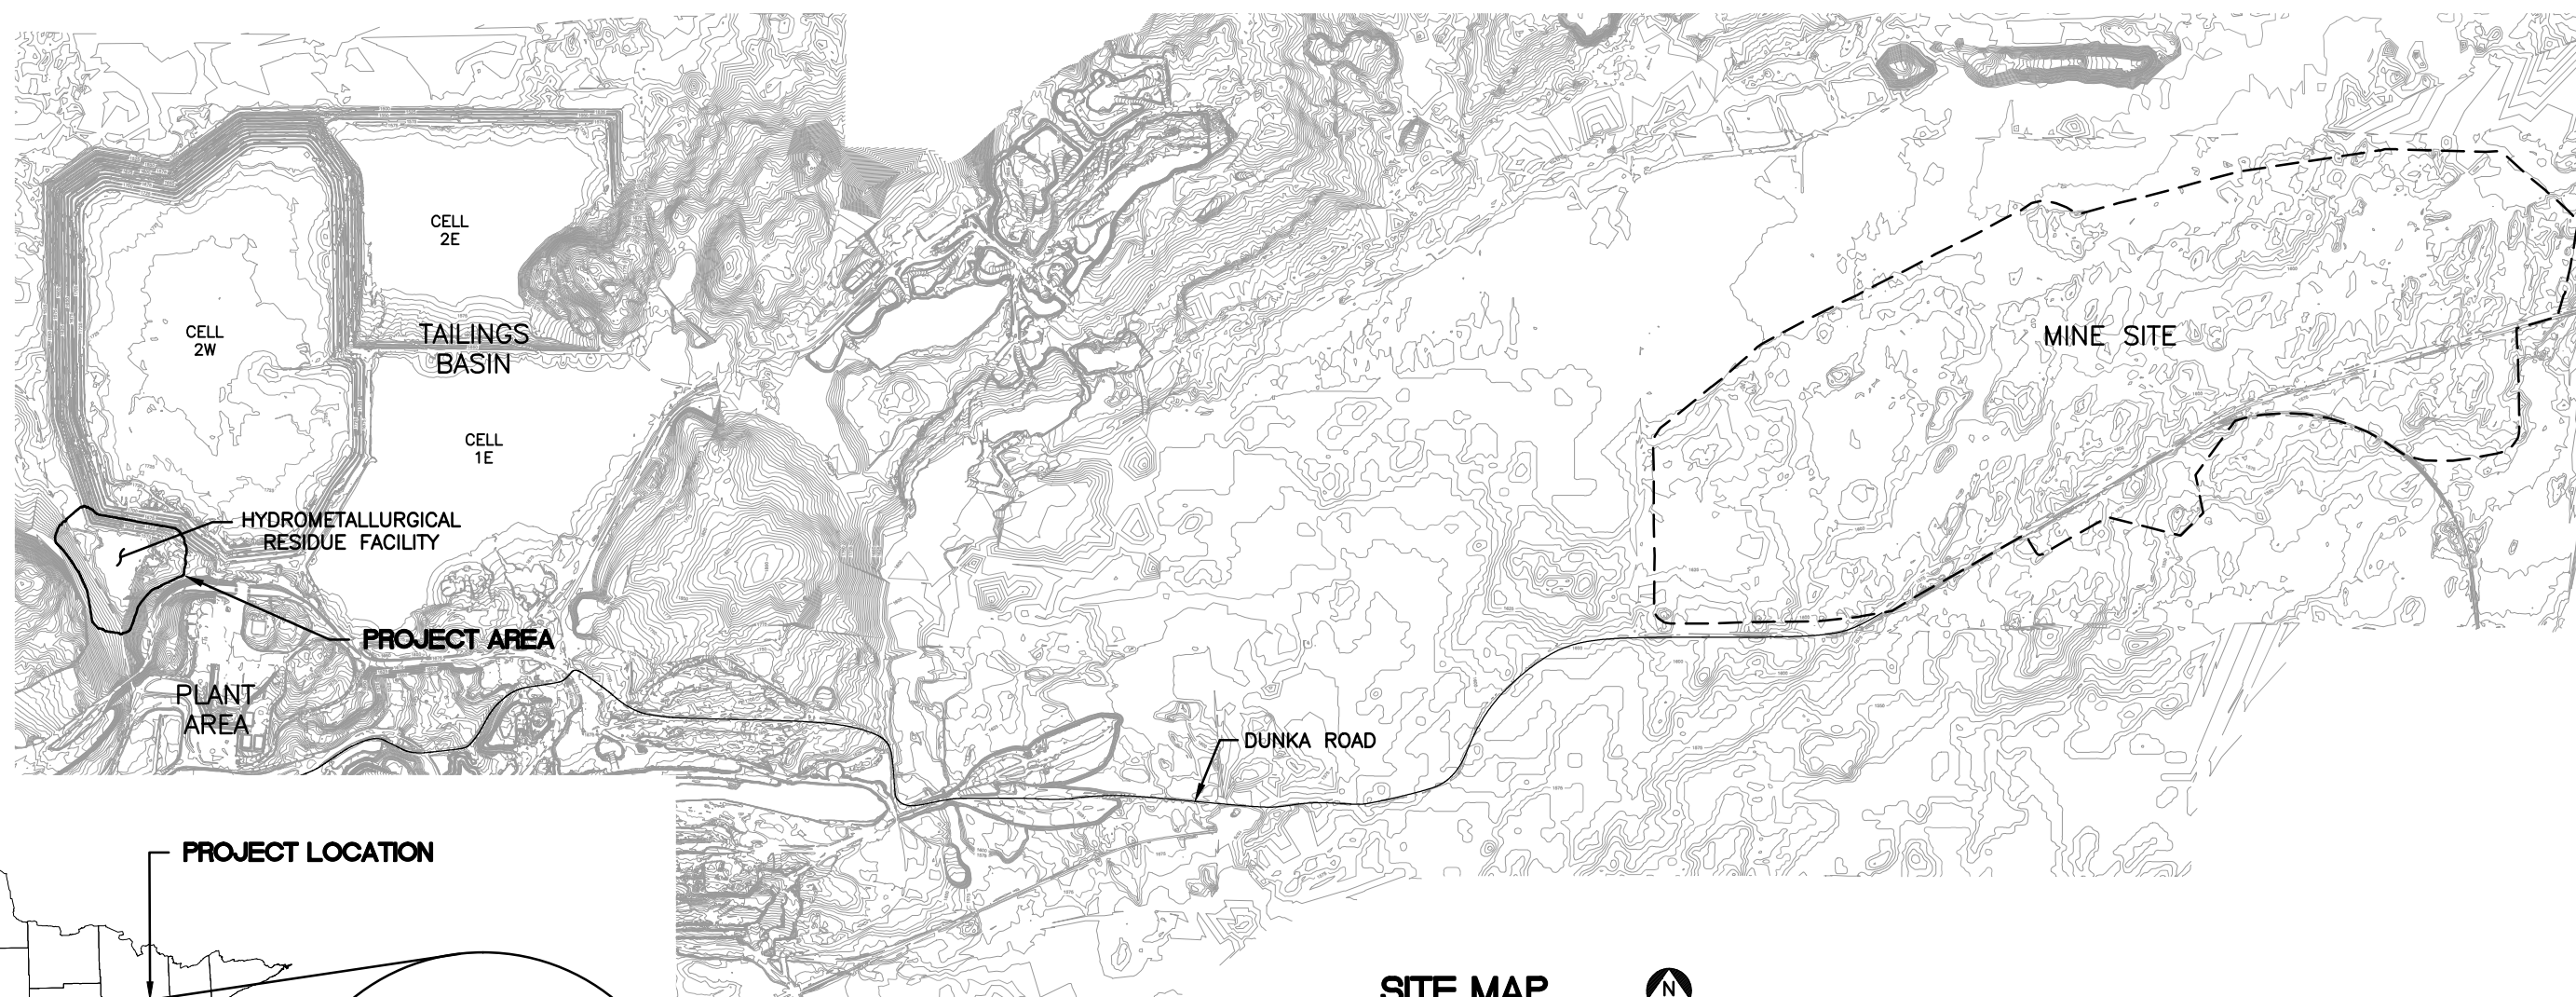 CELL
2E
CELL
2W
TAILINGS
BASIN
MINE SITE
CELL
1E
HYDROMETALLURGICAL
RESIDUE FACILITY
PROJECT AREA
PLANT
AREA
DUNKA ROAD
PROJECT LOCATION
SITE MAP
N